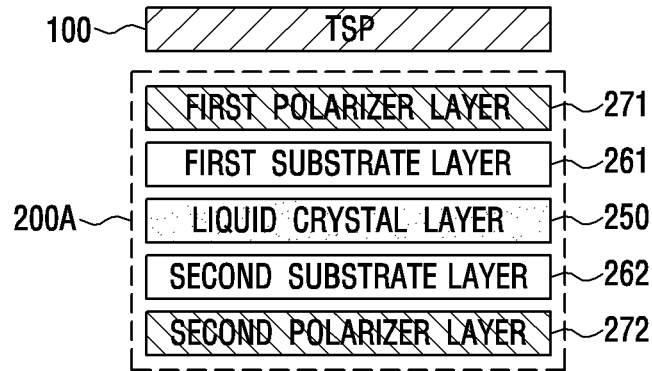 100 TSP
FIRST POLARIZER LAYER 271
FIRST SUBSTRATE LAYER 261
200A LIQUID CRYSTAL LAYER 250
SECOND SUBSTRATE LAYER 262
SECOND POLARIZER LAYER 272